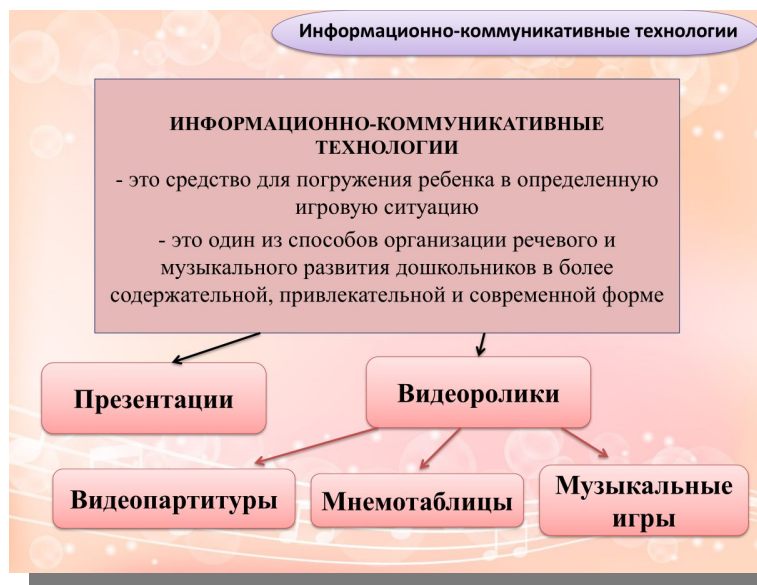 Информационно-коммуникативные технологии
ИНФОРМАЦИОННО-КОММУНИКАТИВНЫЕ
ТЕХНОЛОГИИ
- это средство для погружения ребенка в определенную
игровую ситуацию
- это один из способов организации речевого и
музыкального развития дошкольников в более
содержательной, привлекательной и современной форме
Презентации
Видеоролики
Видеопартитуры
Мнемотаблицы
Музыкальные
игры